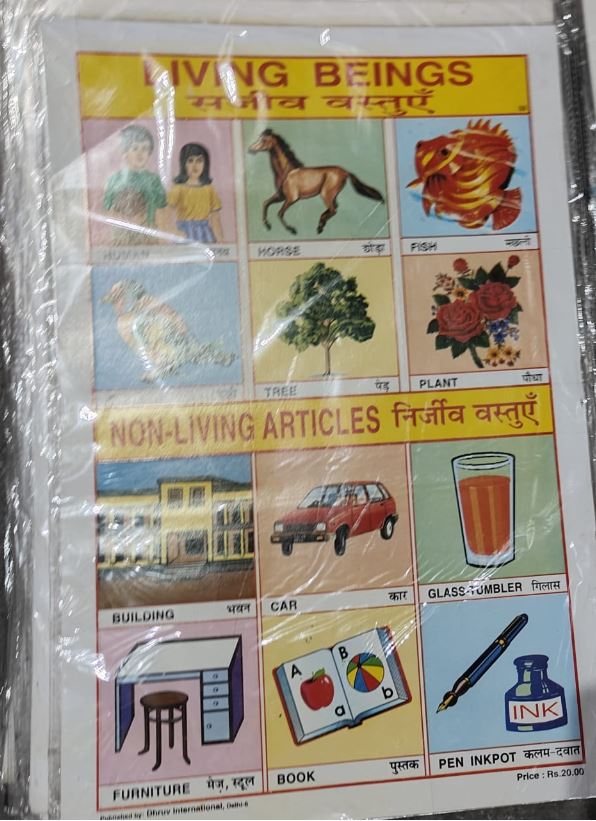 LIVING BEINGS
सजीव वस्तुएँ
HUMAN
HORSE घोड़ा
FISH मछली
TREE पेड़
PLANT पौधा
NON-LIVING ARTICLES निर्जीव वस्तुएँ
BUILDING भवन
CAR कार
GLASS-TUMBLER गिलास
A
B
a
b
INK
FURNITURE मेज़, स्टूल
BOOK पुस्तक
PEN INKPOT कलम-दवात
Published by: Dhruv International, Delhi-6
Price : Rs.20.00